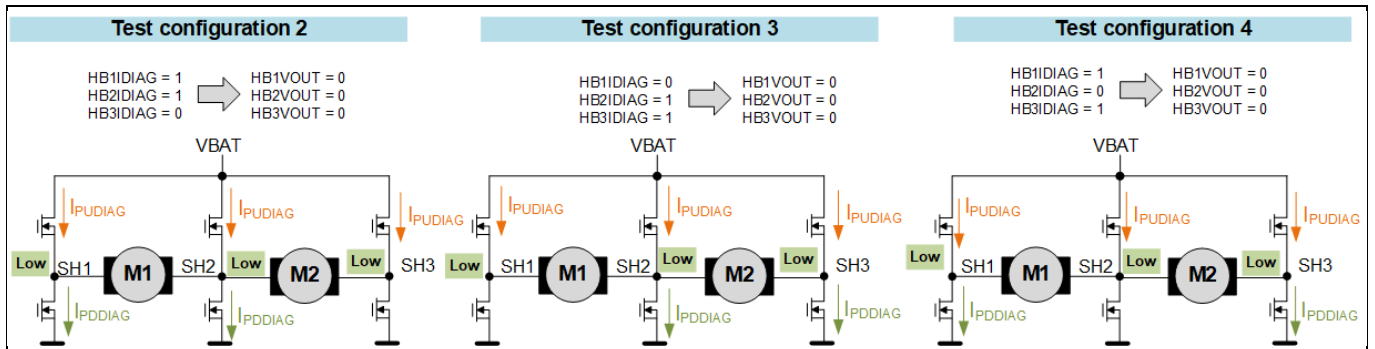 Test configuration 2
HB1IDIAG = 1
HB2IDIAG = 1
HB3IDIAG = 0
HB1VOUT = 0
HB2VOUT = 0
HB3VOUT = 0
VBAT
IPUDIAG
IPUDIAG
IPUDIAG
Low
SH1
M1
SH2
Low
M2
Low
SH3
IPDDIAG
IPDDIAG
Test configuration 3
HB1IDIAG = 0
HB2IDIAG = 1
HB3IDIAG = 1
HB1VOUT = 0
HB2VOUT = 0
HB3VOUT = 0
VBAT
IPUDIAG
IPUDIAG
IPUDIAG
Low
SH1
M1
SH2
Low
M2
Low
SH3
IPDDIAG
IPDDIAG
Test configuration 4
HB1IDIAG = 1
HB2IDIAG = 0
HB3IDIAG = 1
HB1VOUT = 0
HB2VOUT = 0
HB3VOUT = 0
VBAT
IPUDIAG
IPUDIAG
IPUDIAG
Low
SH1
M1
SH2
Low
M2
Low
SH3
IPDDIAG
IPDDIAG